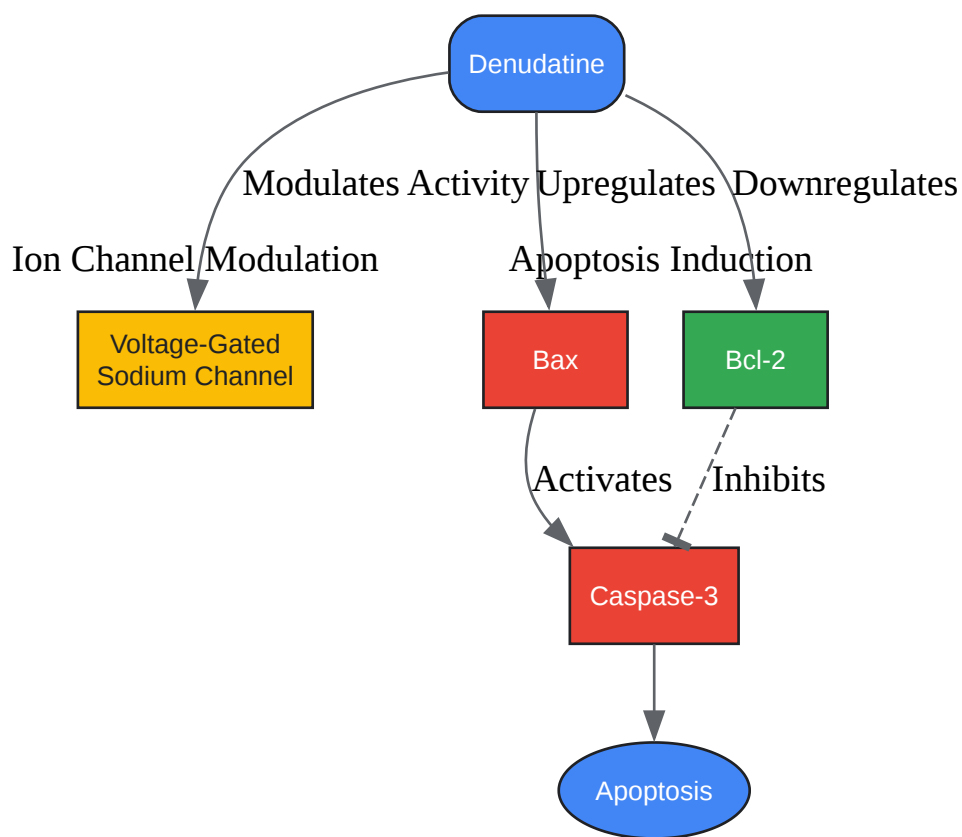 Denudatine
Modulates Activity
Upregulates
Downregulates
Ion Channel Modulation
Apoptosis Induction
Voltage-Gated
Sodium Channel
Bax
Bcl-2
Activates
Inhibits
Caspase-3
Apoptosis